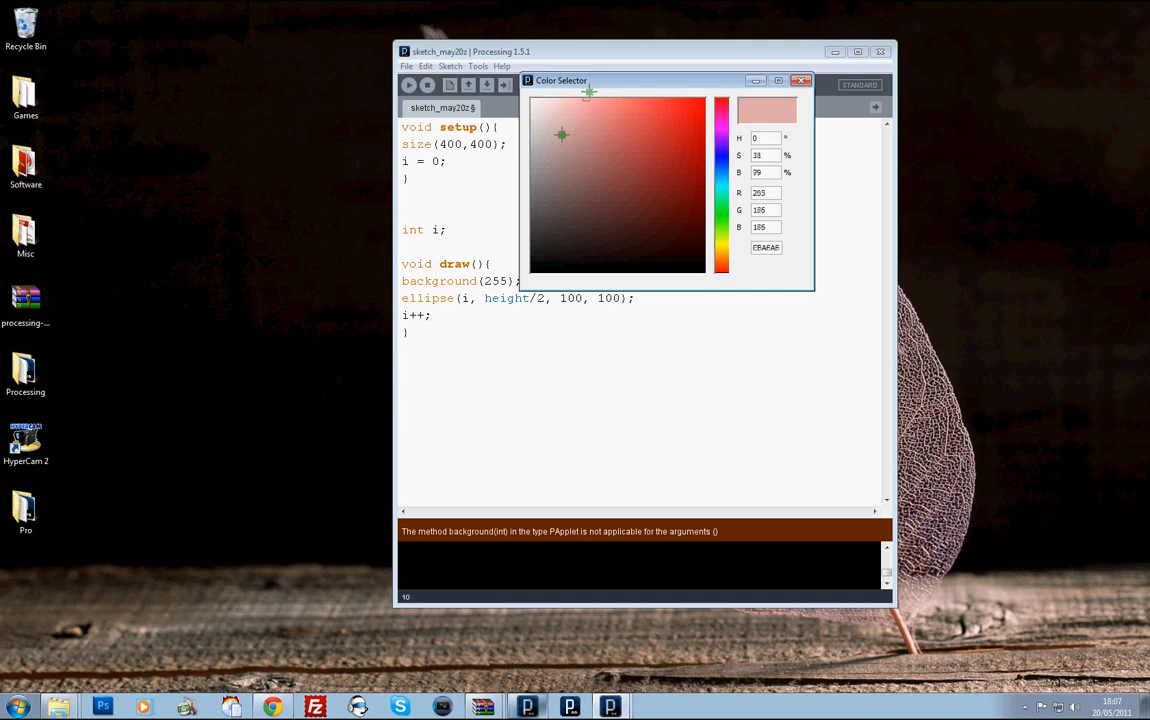 Recycle Bin
Games
Software
Misc
processing-...
Processing
HYPERCAM
HyperCam 2
Pro
sketch_may20z | Processing 1.5.1
File Edit Sketch Tools Help
STANDARD
sketch_may20z §
void setup(){
size(400,400);
i = 0;
}
int i;
void draw(){
background(255);
ellipse(i, height/2, 100, 100);
i++;
}
Color Selector
H 0 °
S 38 %
B 99 %
R
G
B
The method background(int) in the type PApplet is not applicable for the arguments ()
10
Ps
Fz
18:07
20/05/2011